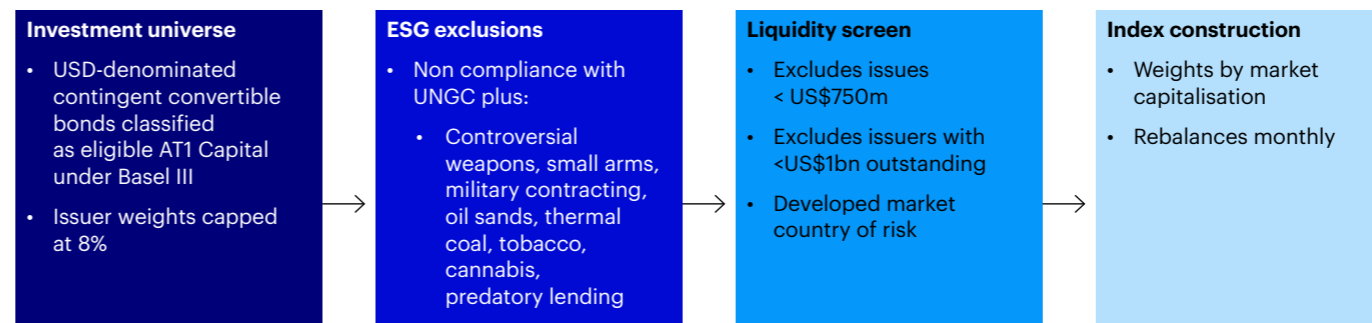 Investment universe
• USD-denominated
contingent convertible
bonds classified
as eligible AT1 Capital
under Basel III
• Issuer weights capped
at 8%
ESG exclusions
• Non compliance with
UNGC plus:
• Controversial
weapons, small arms,
military contracting,
oil sands, thermal
coal, tobacco,
cannabis,
predatory lending
Liquidity screen
• Excludes issues
< US$750m
• Excludes issuers with
<US$1bn outstanding
• Developed market
country of risk
Index construction
• Weights by market
capitalisation
• Rebalances monthly